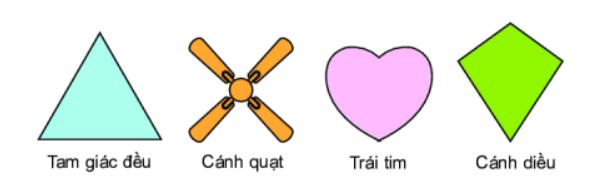 Tam giác đều
Cánh quạt
Trái tim
Cánh diều